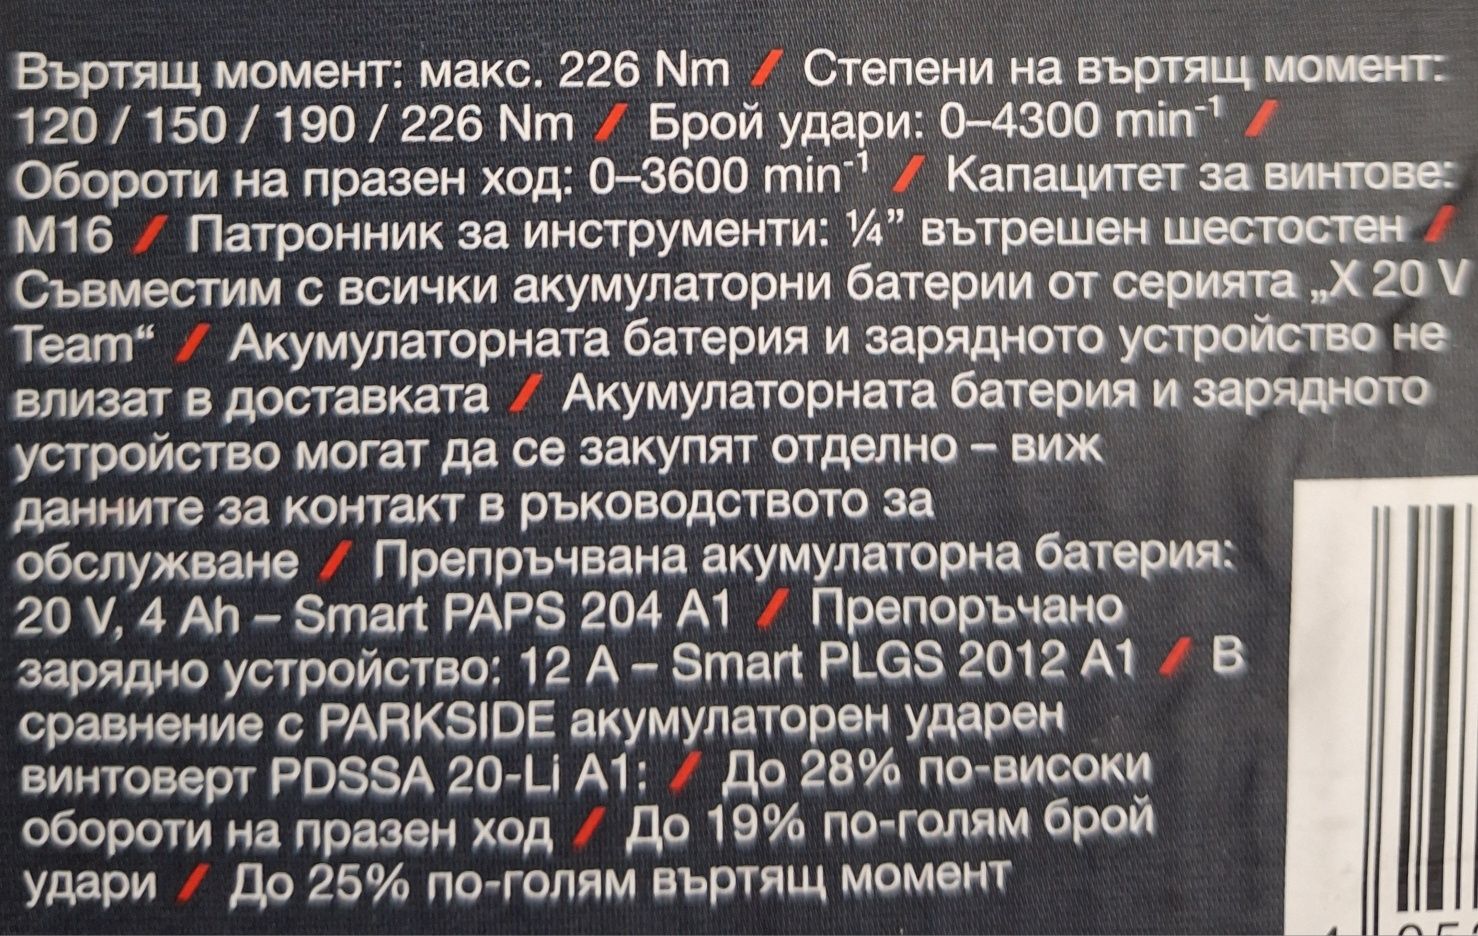 Въртящ момент: макс. 226 Nm / Степени на въртящ момент:
120 / 150 / 190 / 226 Nm / Брой удари: 0–4300 min⁻¹ /
Обороти на празен ход: 0–3600 min⁻¹ / Капацитет за винтове:
M16 / Патронник за инструменти: ¼” вътрешен шестостен /
Съвместим с всички акумулаторни батерии от серията „X 20 V
Team“ / Акумулаторната батерия и зарядното устройство не
влизат в доставката / Акумулаторната батерия и зарядното
устройство могат да се закупят отделно – виж
данните за контакт в ръководството за
обслужване / Препръчвана акумулаторна батерия:
20 V, 4 Ah – Smart PAPS 204 A1 / Препоръчано
зарядно устройство: 12 A – Smart PLGS 2012 A1 / В
сравнение с PARKSIDE акумулаторен ударен
винтоверт PDSSA 20-Li A1: / До 28% по-високи
обороти на празен ход / До 19% по-голям брой
удари / До 25% по-голям въртящ момент